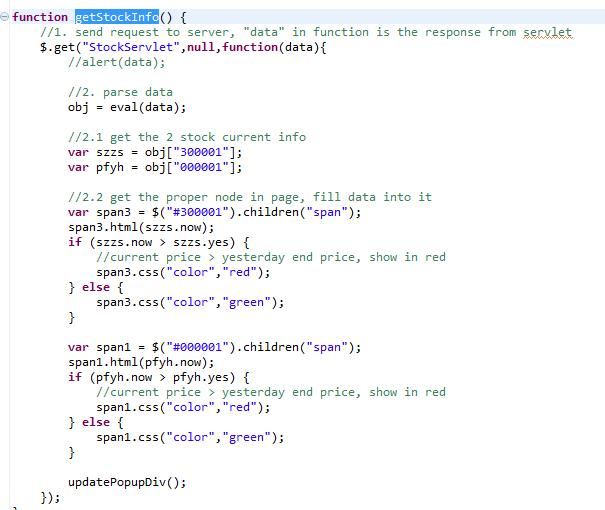 function getStockInfo() {
//1. send request to server, "data" in function is the response from servlet
$.get("StockServlet",null,function(data){
//alert(data);
//2. parse data
obj = eval(data);
//2.1 get the 2 stock current info
var szzs = obj["300001"];
var pfyh = obj["000001"];
//2.2 get the proper node in page, fill data into it
var span3 = $("#300001").children("span");
span3.html(szzs.now);
if (szzs.now > szzs.yes) {
//current price > yesterday end price, show in red
span3.css("color","red");
} else {
span3.css("color","green");
}
var span1 = $("#000001").children("span");
span1.html(pfyh.now);
if (pfyh.now > pfyh.yes) {
//current price > yesterday end price, show in red
span1.css("color","red");
} else {
span1.css("color","green");
}
updatePopupDiv();
});